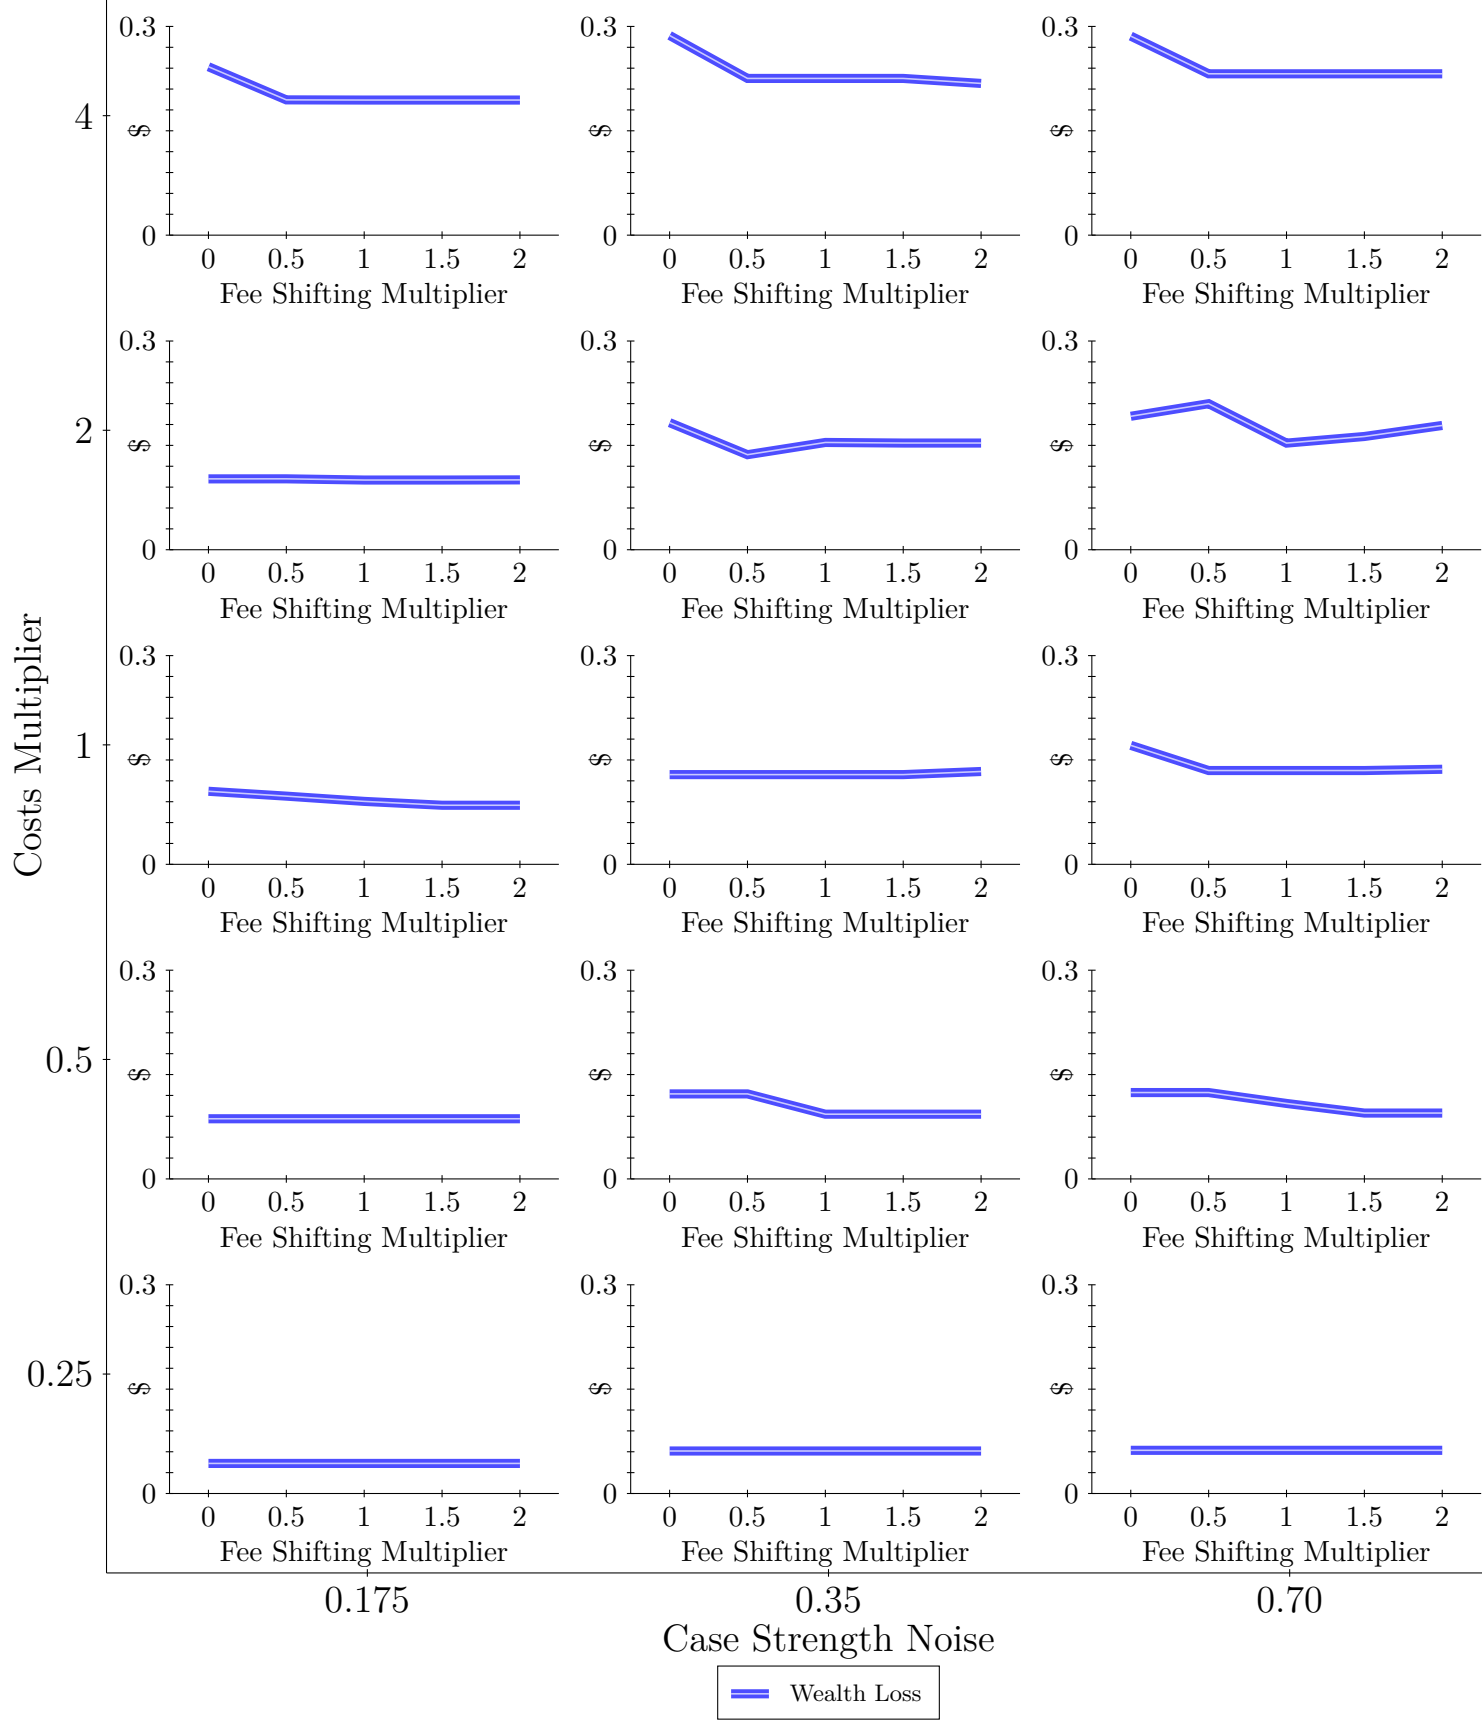 0.3 0.3 0.3
4
$ $ $
0 0 0
0 0.5 1 1.5 2 0 0.5 1 1.5 2 0 0.5 1 1.5 2
Fee Shifting Multiplier Fee Shifting Multiplier Fee Shifting Multiplier
0.3 0.3 0.3
2
$ $ $
0 0 0
0 0.5 1 1.5 2 0 0.5 1 1.5 2 0 0.5 1 1.5 2
Fee Shifting Multiplier Fee Shifting Multiplier Fee Shifting Multiplier
Costs Multiplier
0.3 0.3 0.3
1
$ $ $
0 0 0
0 0.5 1 1.5 2 0 0.5 1 1.5 2 0 0.5 1 1.5 2
Fee Shifting Multiplier Fee Shifting Multiplier Fee Shifting Multiplier
0.3 0.3 0.3
0.5
$ $ $
0 0 0
0 0.5 1 1.5 2 0 0.5 1 1.5 2 0 0.5 1 1.5 2
Fee Shifting Multiplier Fee Shifting Multiplier Fee Shifting Multiplier
0.3 0.3 0.3
0.25
$ $ $
0 0 0
0 0.5 1 1.5 2 0 0.5 1 1.5 2 0 0.5 1 1.5 2
Fee Shifting Multiplier Fee Shifting Multiplier Fee Shifting Multiplier
0.175 0.35 0.70
Case Strength Noise
Wealth Loss